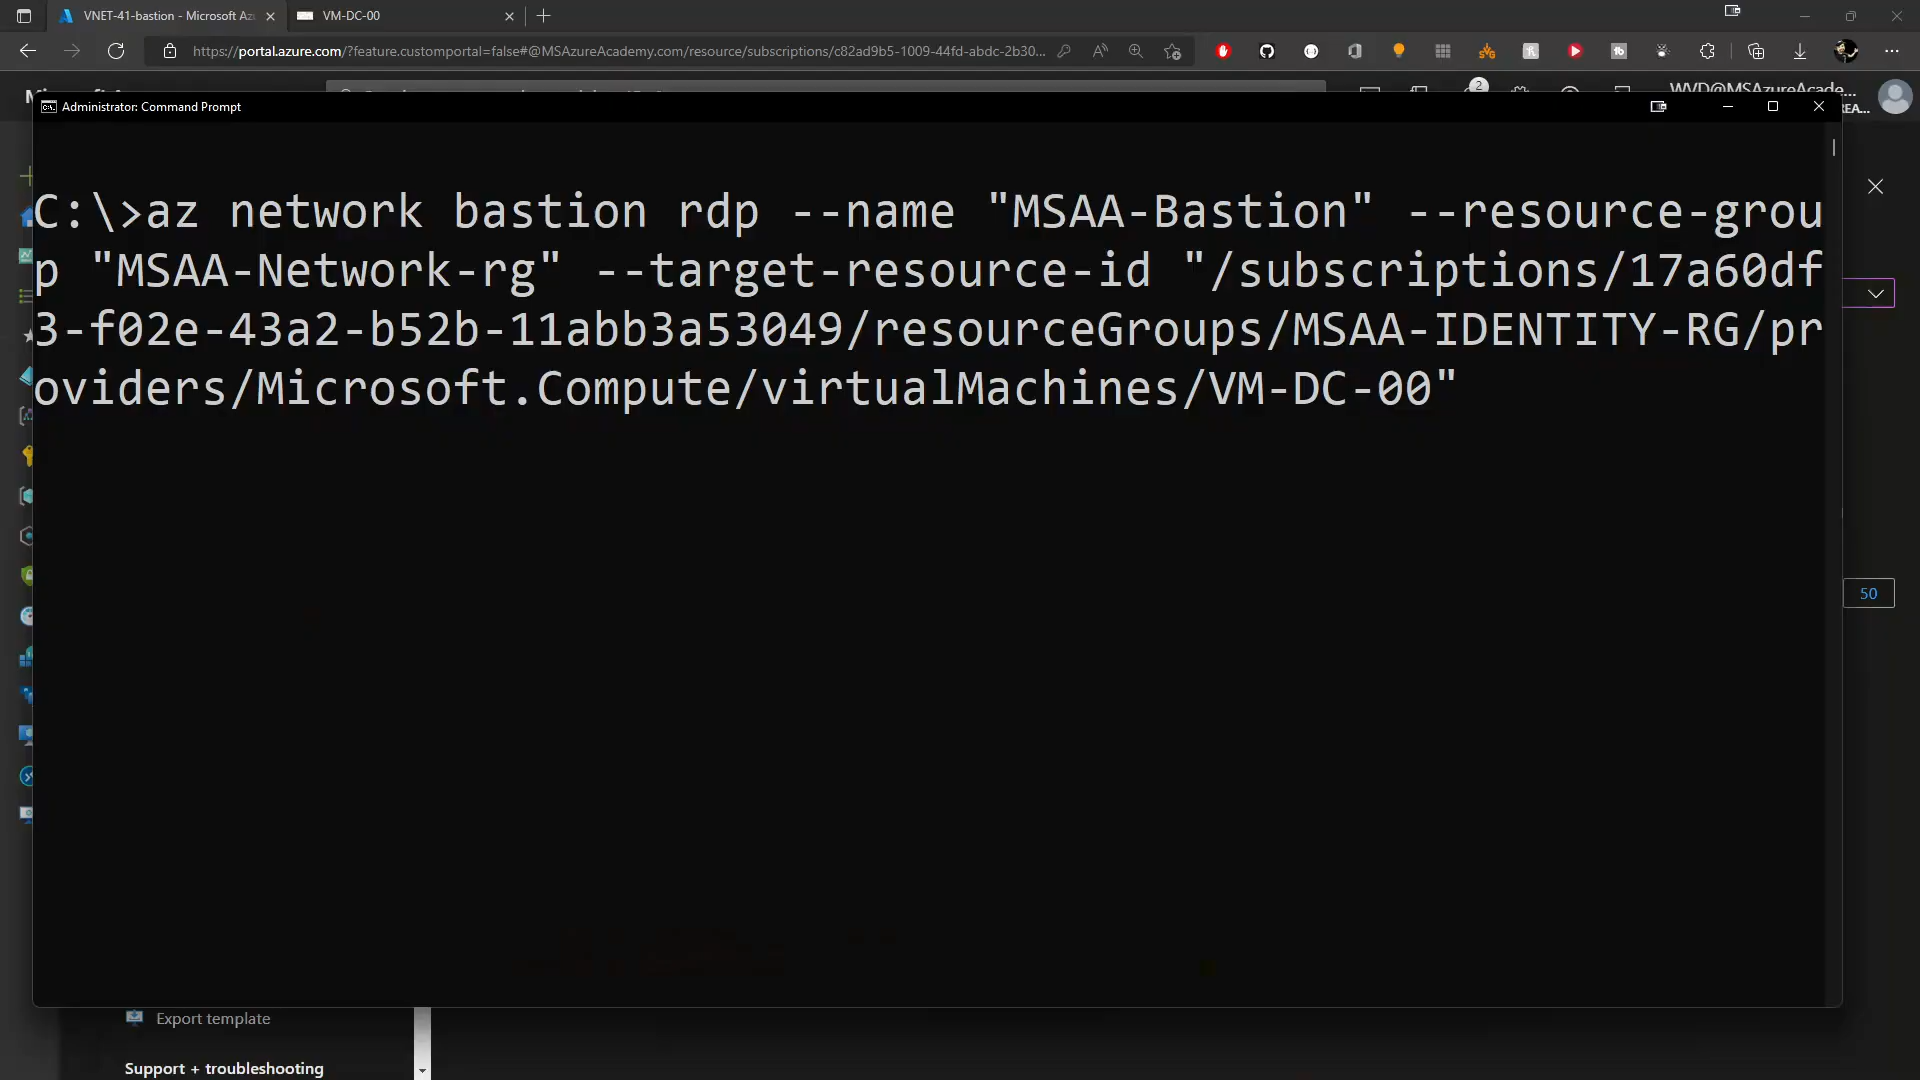 VNET-41-bastion - Microsoft Az
VM-DC-00
https://portal.azure.com/?feature.customportal=false#@MSAzureAcademy.com/resource/subscriptions/c82ad9b5-1009-44fd-abdc-2b30...
2
WVD@MSAzureAcade...
Administrator: Command Prompt
C:\>az network bastion rdp --name "MSAA-Bastion" --resource-grou
p "MSAA-Network-rg" --target-resource-id "/subscriptions/17a60df
3-f02e-43a2-b52b-11abb3a53049/resourceGroups/MSAA-IDENTITY-RG/pr
oviders/Microsoft.Compute/virtualMachines/VM-DC-00"
50
Export template
Support + troubleshooting